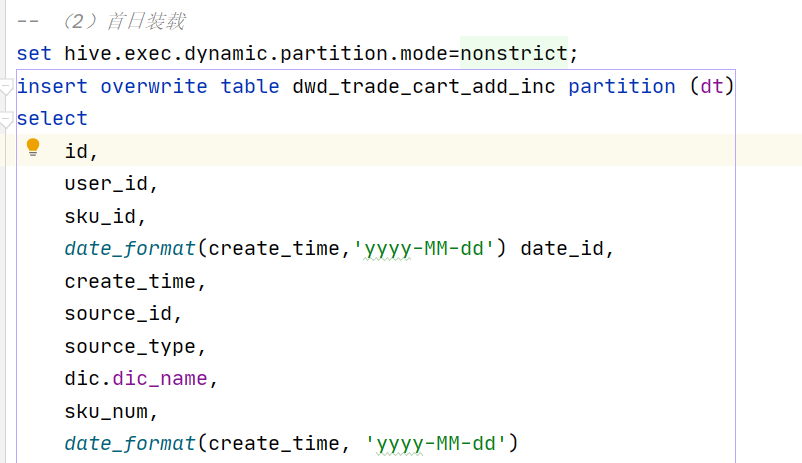 -- （2）首日装载
set hive.exec.dynamic.partition.mode=nonstrict;
insert overwrite table dwd_trade_cart_add_inc partition (dt)
select
    id,
    user_id,
    sku_id,
    date_format(create_time,'yyyy-MM-dd') date_id,
    create_time,
    source_id,
    source_type,
    dic.dic_name,
    sku_num,
    date_format(create_time, 'yyyy-MM-dd')